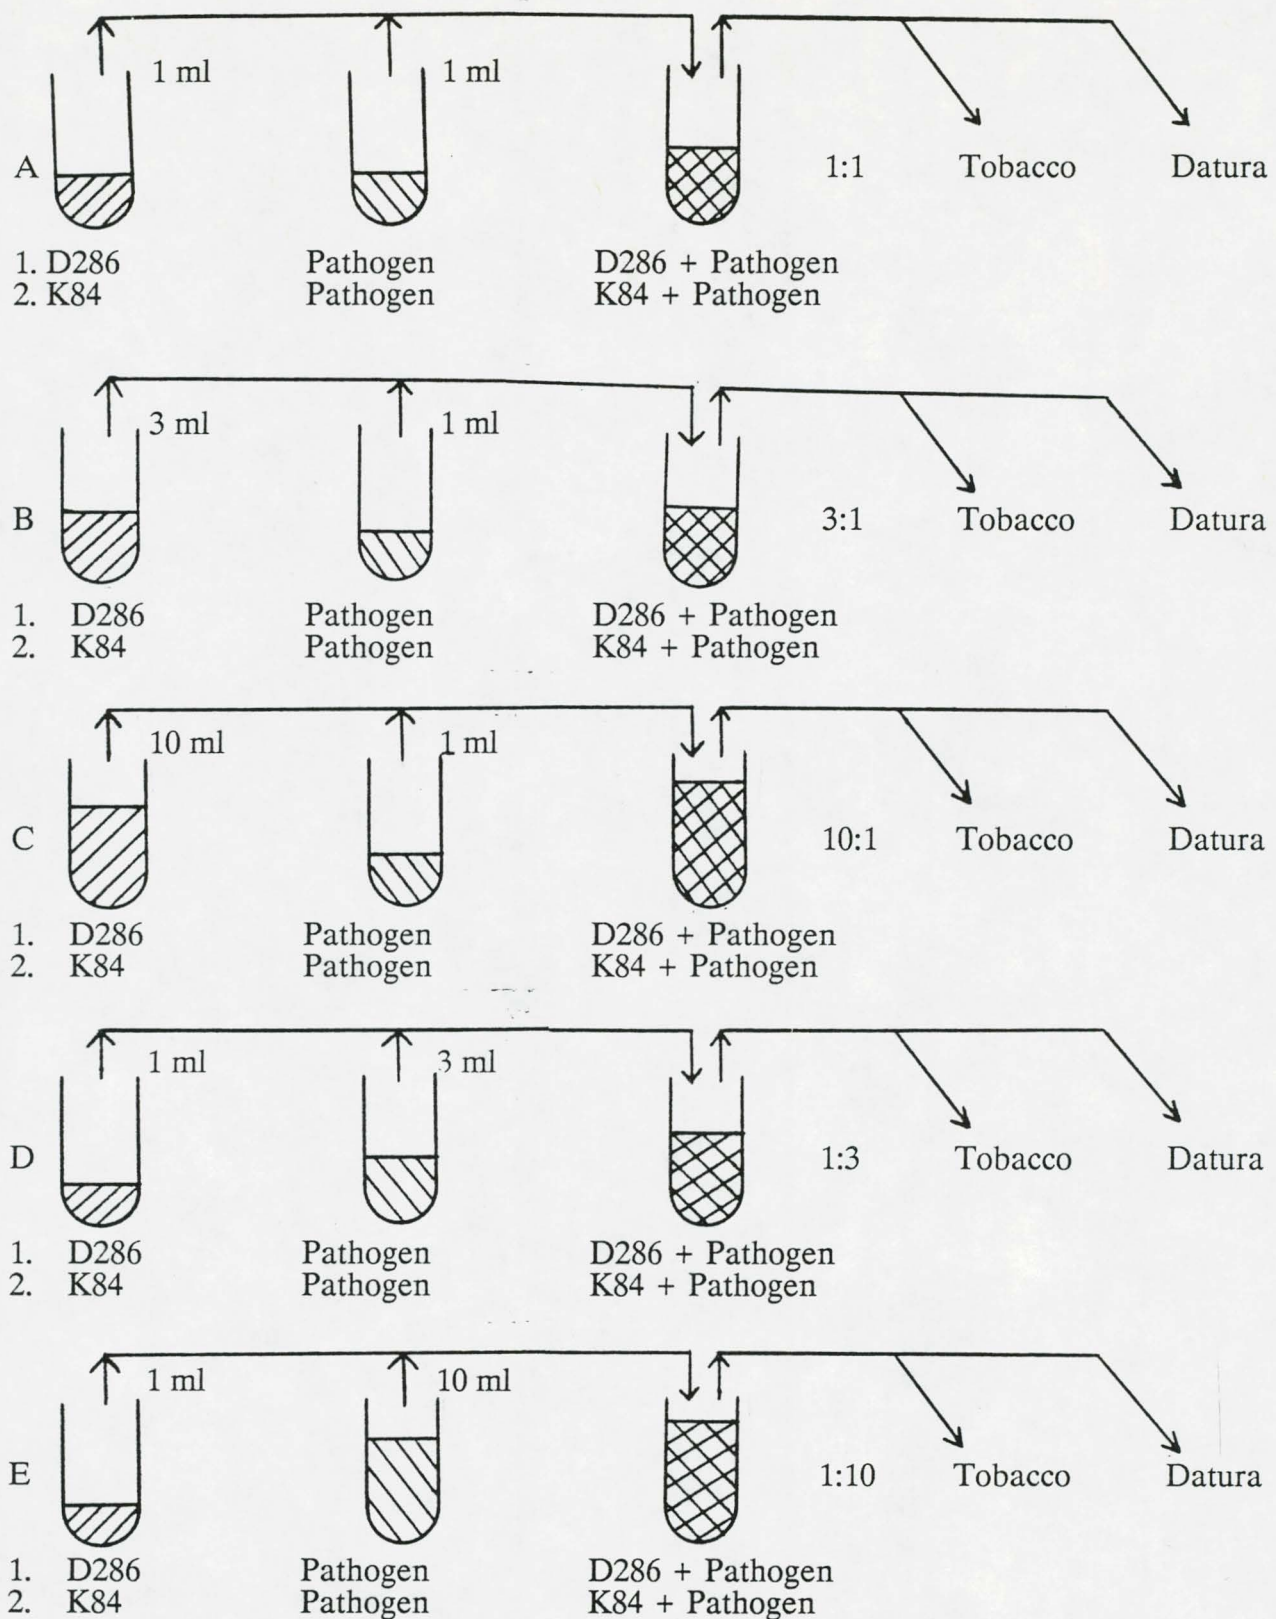 1 ml 1 ml
A 1:1 Tobacco Datura
1. D286 Pathogen D286 + Pathogen
2. K84 Pathogen K84 + Pathogen
3 ml 1 ml
B 3:1 Tobacco Datura
1. D286 Pathogen D286 + Pathogen
2. K84 Pathogen K84 + Pathogen
10 ml 1 ml
C 10:1 Tobacco Datura
1. D286 Pathogen D286 + Pathogen
2. K84 Pathogen K84 + Pathogen
1 ml 3 ml
D 1:3 Tobacco Datura
1. D286 Pathogen D286 + Pathogen
2. K84 Pathogen K84 + Pathogen
1 ml 10 ml
E 1:10 Tobacco Datura
1. D286 Pathogen D286 + Pathogen
2. K84 Pathogen K84 + Pathogen